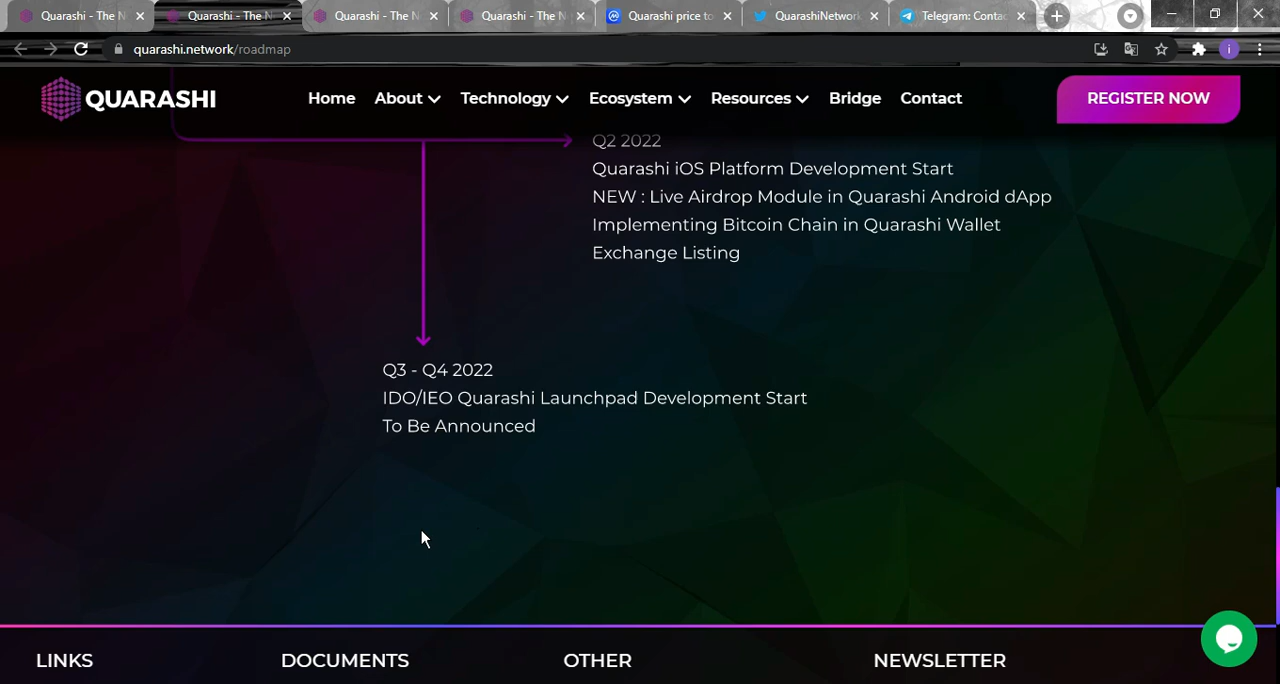 Quarashi - The N
Quarashi - The N
Quarashi - The N
Quarashi - The N
Quarashi price to
QuarashiNetwork
Telegram: Contac
quarashi.network/roadmap
i
QUARASHI
Home
About
Technology
Ecosystem
Resources
Bridge
Contact
REGISTER NOW
Q2 2022
Quarashi iOS Platform Development Start
NEW : Live Airdrop Module in Quarashi Android dApp
Implementing Bitcoin Chain in Quarashi Wallet
Exchange Listing
Q3 - Q4 2022
IDO/IEO Quarashi Launchpad Development Start
To Be Announced
LINKS
DOCUMENTS
OTHER
NEWSLETTER